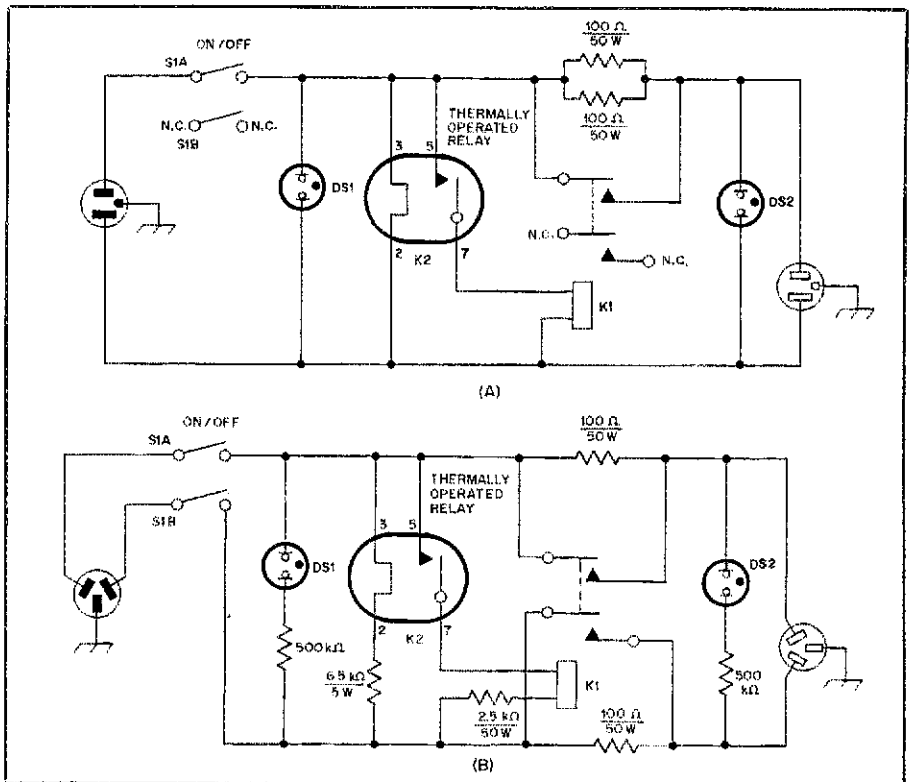 ON/OFF
S1A
N.C.
N.C.
S1B
DS1
THERMALLY
OPERATED
RELAY
3
5
2
K2
7
K1
100 Ω
50 W
100 Ω
50 W
N.C.
N.C.
DS2
(A)
ON/OFF
S1A
S1B
DS1
500 kΩ
THERMALLY
OPERATED
RELAY
3
5
2
K2
7
6.5 kΩ
5 W
2.5 kΩ
50W
K1
100 Ω
50 W
100 Ω
50 W
DS2
500
kΩ
(B)